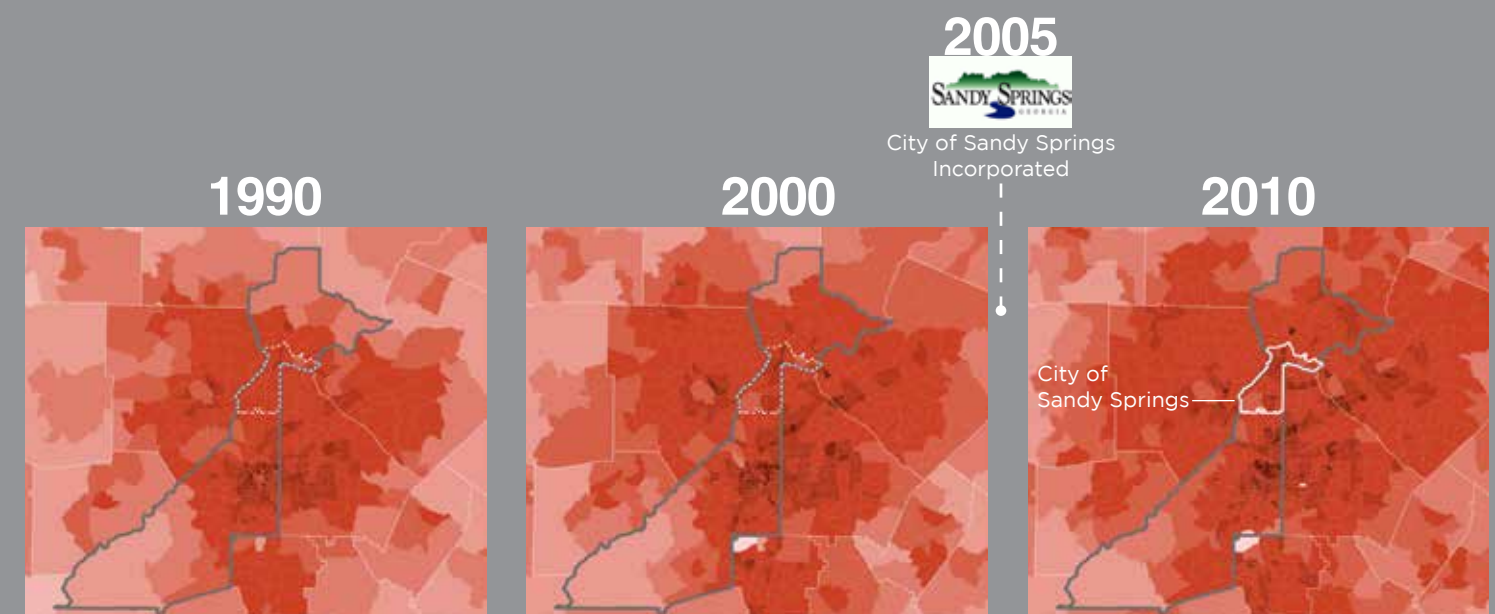 2005
SANDY SPRINGS
GEORGIA
City of Sandy Springs
Incorporated
1990
2000
2010
City of
Sandy Springs